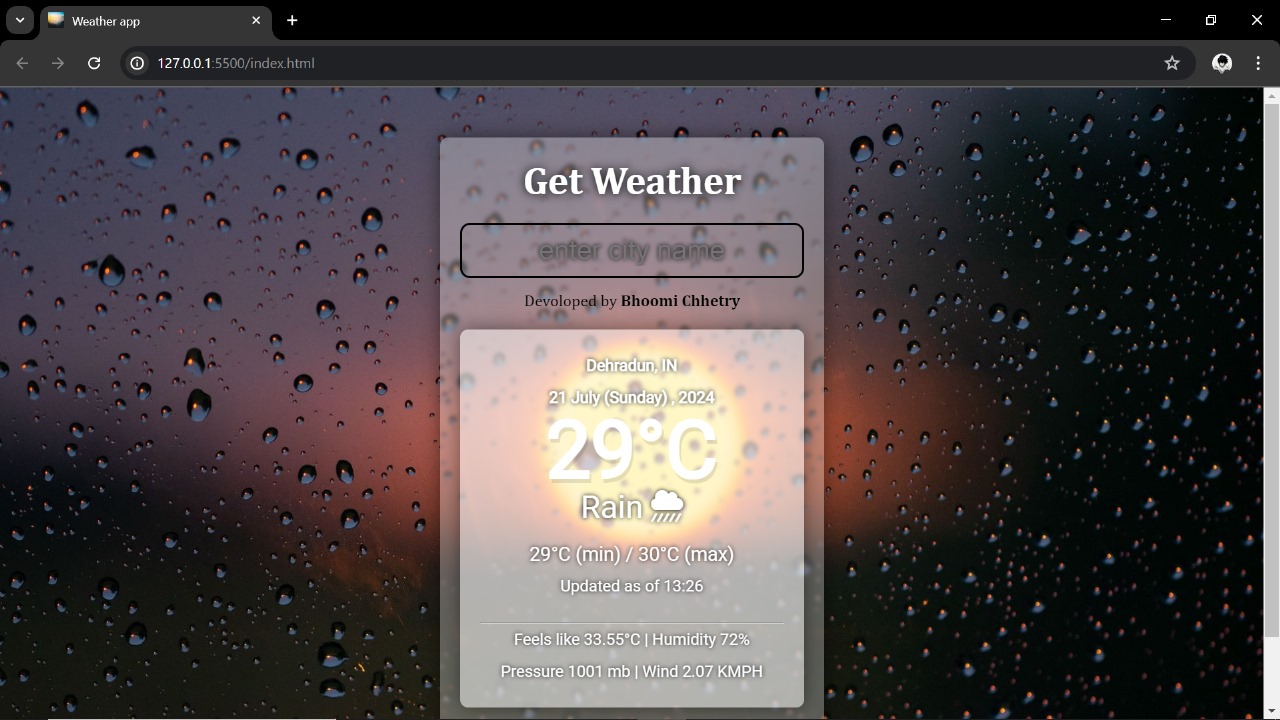 Weather app
127.0.0.1:5500/index.html
Get Weather
enter city name
Devoloped by Bhoomi Chhetry
Dehradun, IN
21 July (Sunday) , 2024
29°C
Rain
29°C (min) / 30°C (max)
Updated as of 13:26
Feels like 33.55°C | Humidity 72%
Pressure 1001 mb | Wind 2.07 KMPH